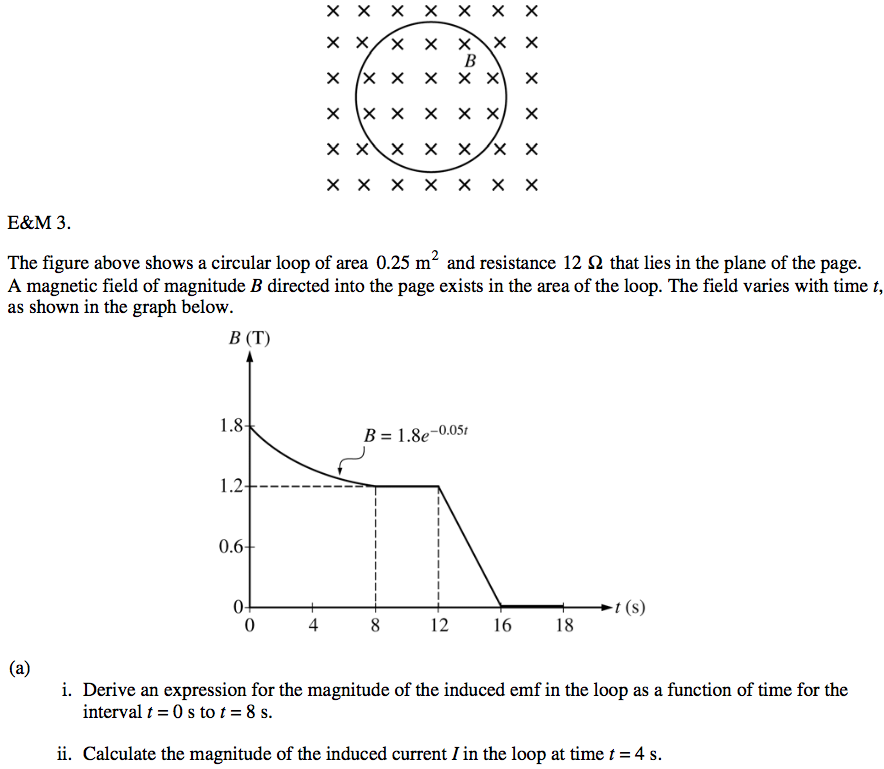 × × × × × × ×
× × × × × × ×
B
× × × × × × ×
× × × × × × ×
× × × × × × ×
× × × × × × ×
E&M 3.
The figure above shows a circular loop of area 0.25 m² and resistance 12 Ω that lies in the plane of the page.
A magnetic field of magnitude B directed into the page exists in the area of the loop. The field varies with time t,
as shown in the graph below.
B (T)
1.8
B = 1.8e⁻⁰·⁰⁵ᵗ
1.2
0.6
0
t (s)
0 4 8 12 16 18
(a)
i. Derive an expression for the magnitude of the induced emf in the loop as a function of time for the
interval t = 0 s to t = 8 s.
ii. Calculate the magnitude of the induced current I in the loop at time t = 4 s.